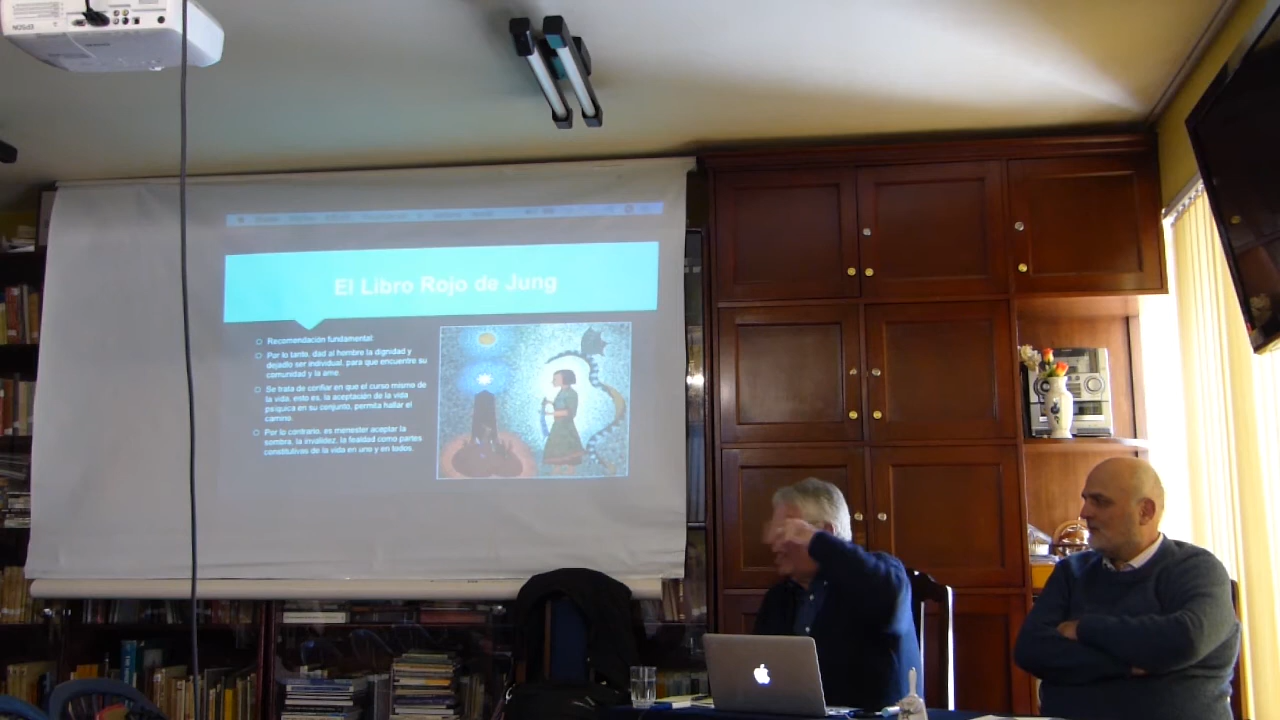 EPSON
El Libro Rojo de Jung
Recomendación fundamental:
Por lo tanto, dad al hombre la dignidad y
dejadlo ser individual, para que encuentre su
comunidad y la ame.
Se trata de confiar en que el curso mismo de
la vida, esto es, la aceptación de la vida
psíquica en su conjunto, permita hallar el
camino.
Por lo contrario, es menester aceptar la
sombra, la invalidez, la fealdad como partes
constitutivos de la vida en uno y en todos.